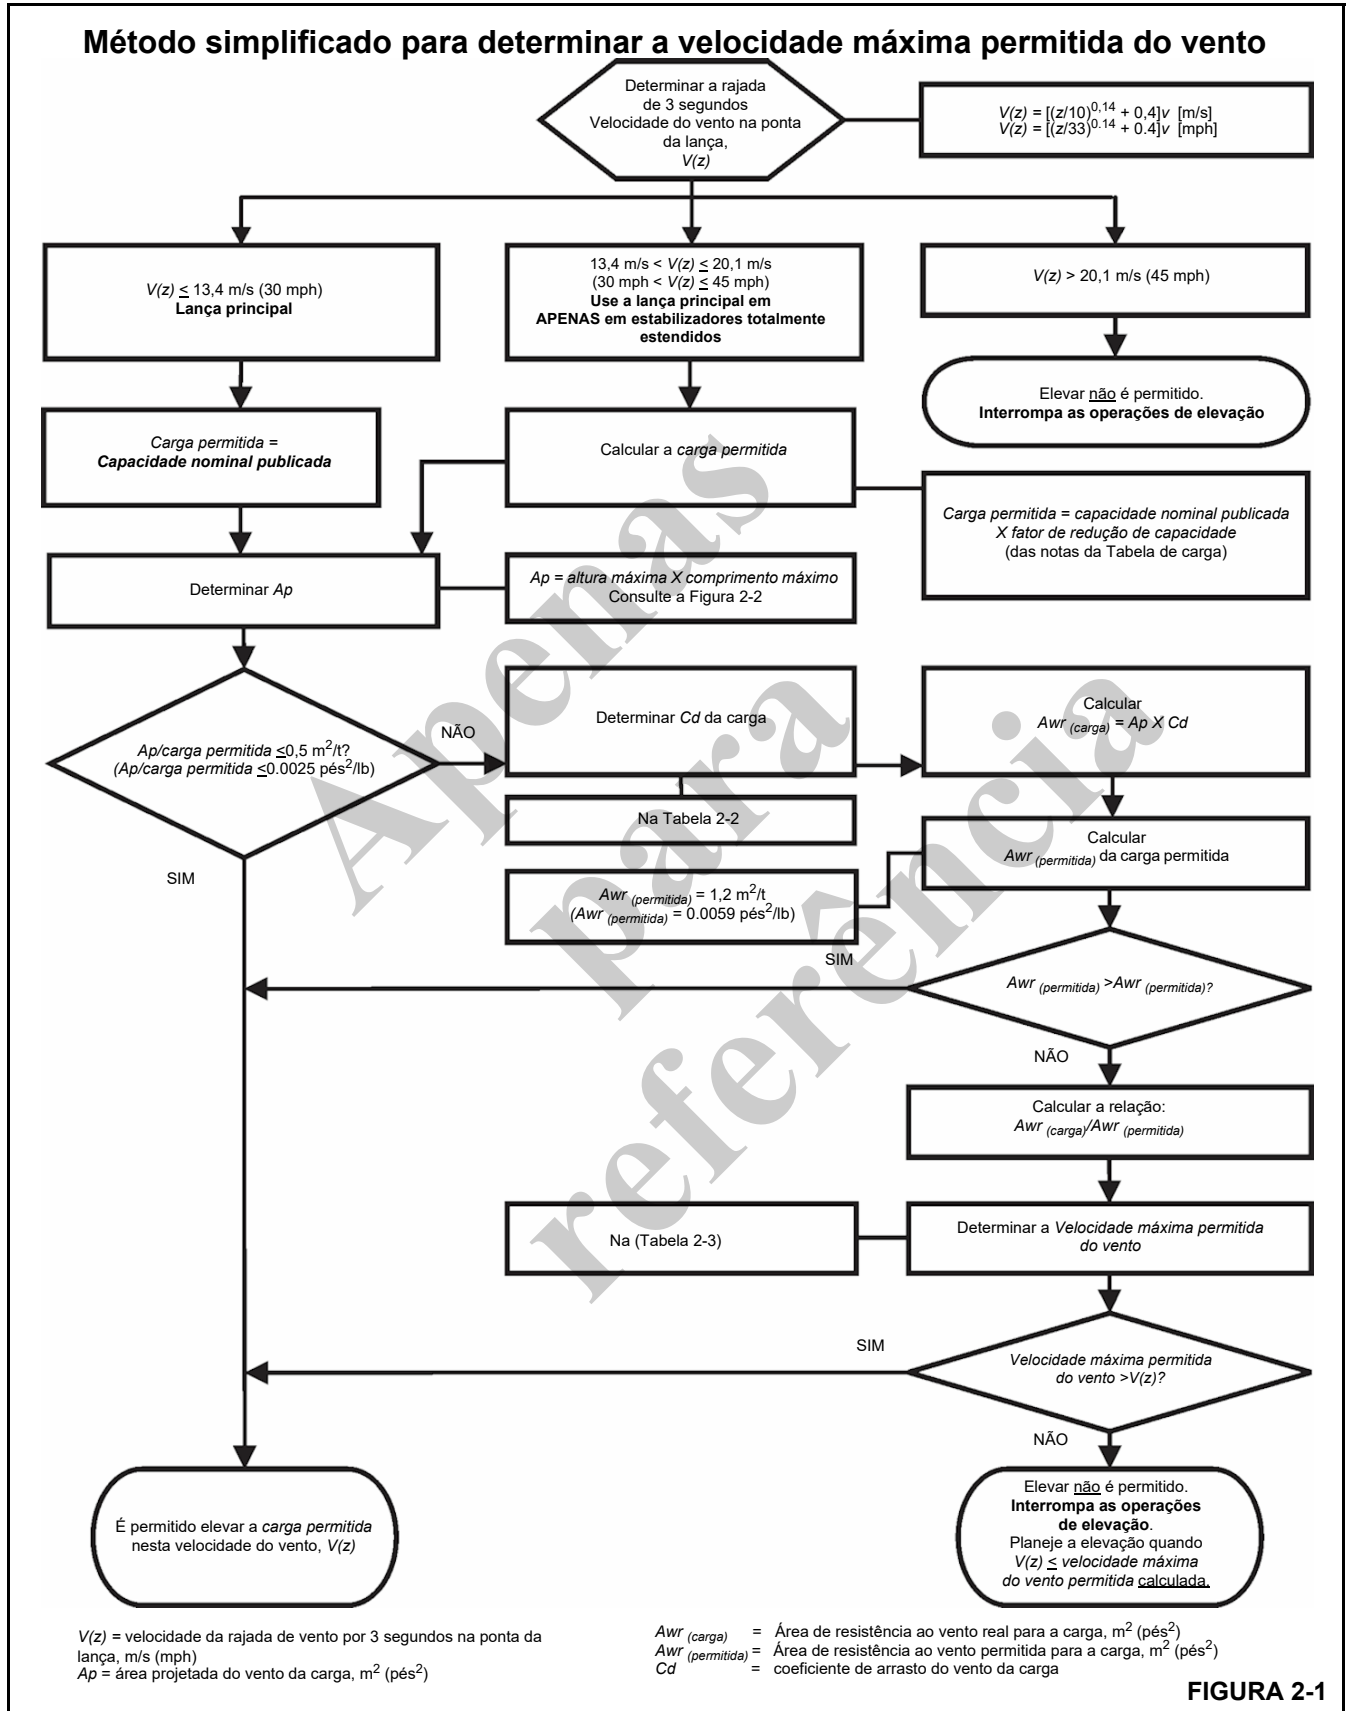 Método simplificado para determinar a velocidade máxima permitida do vento
Determinar a rajada
de 3 segundos
Velocidade do vento na ponta
da lança,
V(z)
V(z) = [(z/10)^0,14 + 0,4]v [m/s]
V(z) = [(z/33)^0.14 + 0.4]v [mph]
V(z) ≤ 13,4 m/s (30 mph)
Lança principal
13,4 m/s < V(z) ≤ 20,1 m/s
(30 mph < V(z) ≤ 45 mph)
Use a lança principal em
APENAS em estabilizadores totalmente
estendidos
V(z) > 20,1 m/s (45 mph)
Elevar não é permitido.
Interrompa as operações de elevação
Carga permitida =
Capacidade nominal publicada
Calcular a carga permitida
Carga permitida = capacidade nominal publicada
X fator de redução de capacidade
(das notas da Tabela de carga)
Determinar Ap
Ap = altura máxima X comprimento máximo
Consulte a Figura 2-2
Ap/carga permitida ≤0,5 m²/t?
(Ap/carga permitida ≤0.0025 pés²/lb)
NÃO
SIM
Determinar Cd da carga
Na Tabela 2-2
Calcular
Awr (carga) = Ap X Cd
Calcular
Awr (permitida) da carga permitida
Awr (permitida) = 1,2 m²/t
(Awr (permitida) = 0.0059 pés²/lb)
SIM
Awr (permitida) >Awr (permitida)?
NÃO
Calcular a relação:
Awr (carga)/Awr (permitida)
Determinar a Velocidade máxima permitida
do vento
Na (Tabela 2-3)
SIM
Velocidade máxima permitida
do vento >V(z)?
NÃO
É permitido elevar a carga permitida
nesta velocidade do vento, V(z)
Elevar não é permitido.
Interrompa as operações
de elevação.
Planeje a elevação quando
V(z) ≤ velocidade máxima
do vento permitida calculada.
V(z) = velocidade da rajada de vento por 3 segundos na ponta da
lança, m/s (mph)
Ap = área projetada do vento da carga, m² (pés²)
Awr (carga) = Área de resistência ao vento real para a carga, m² (pés²)
Awr (permitida) = Área de resistência ao vento permitida para a carga, m² (pés²)
Cd = coeficiente de arrasto do vento da carga
FIGURA 2-1
Apenas
para
referência